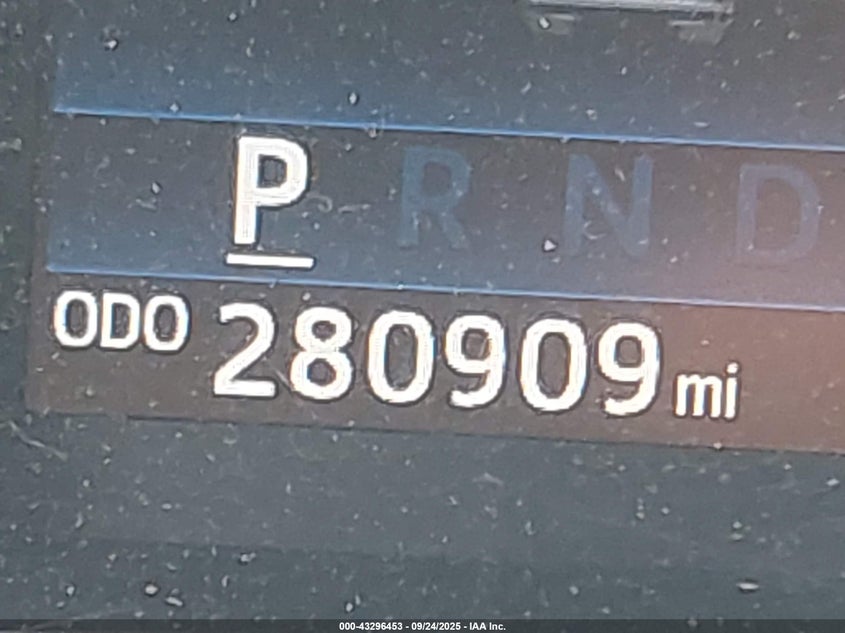 P R N D
ODO 280909 mi
000-43296453 - 09/24/2025 - IAA Inc.